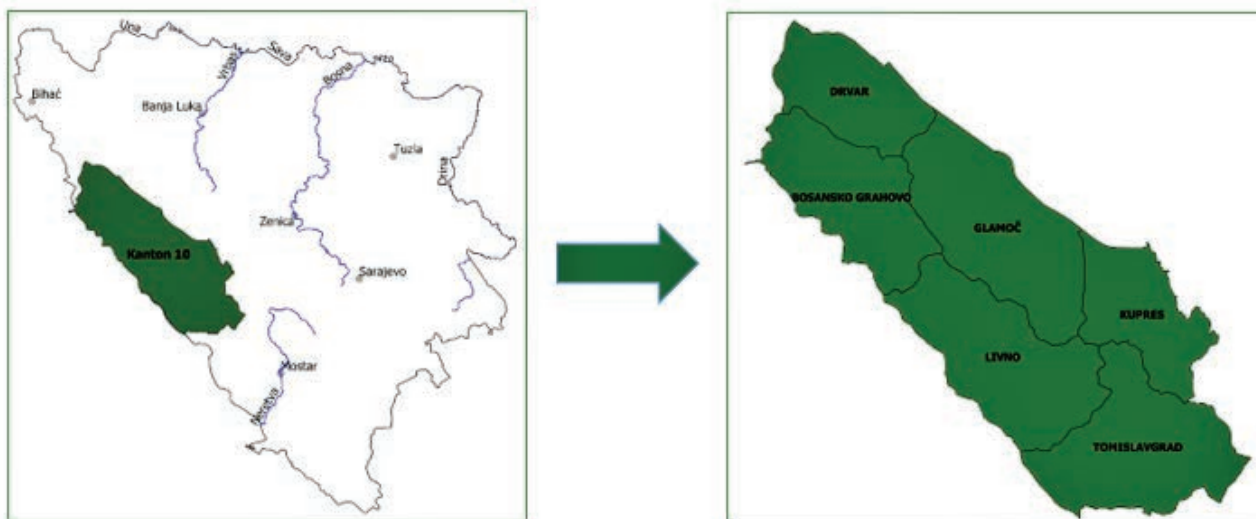 Una
Sava
Vrbas
Bosna
Bihać
Banja Luka
Tuzla
Drina
Zenica
Kanton 10
Sarajevo
Mostar
Neretva
DRVAR
BOSANSKO GRAHOVO
GLAMOČ
KUPRES
LIVNO
TOMISLAVGRAD